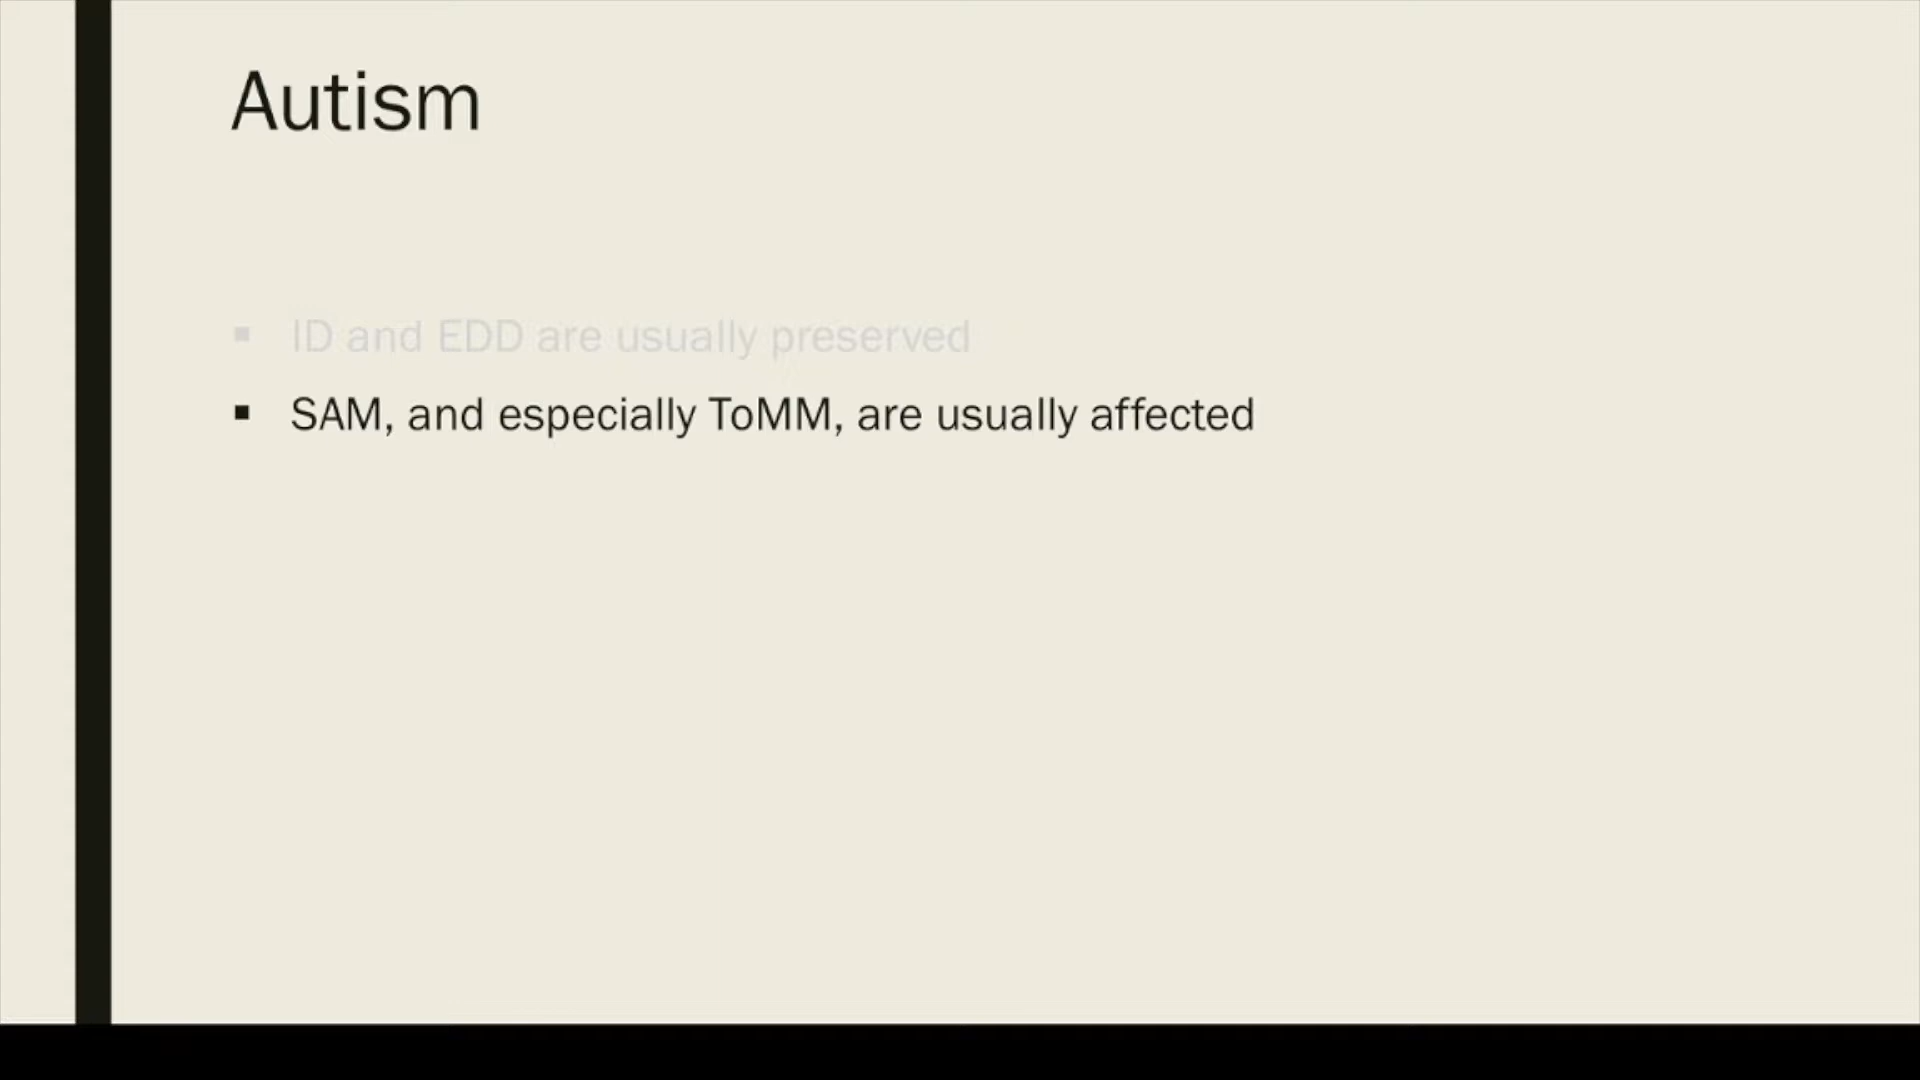 Autism
▪ ID and EDD are usually preserved
▪ SAM, and especially ToMM, are usually affected